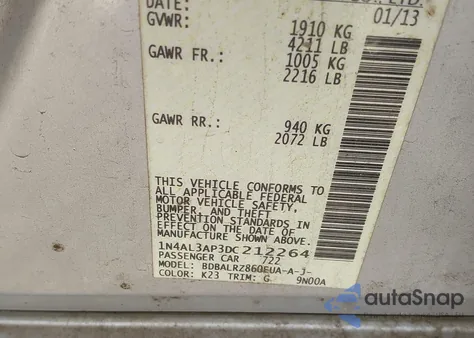 DATE: LTD.
GVWR: 01/13
1910 KG
4211 LB
GAWR FR.: 1005 KG
2216 LB
GAWR RR.: 940 KG
2072 LB
THIS VEHICLE CONFORMS TO
ALL APPLICABLE FEDERAL
MOTOR VEHICLE SAFETY,
BUMPER, AND THEFT
PREVENTION STANDARDS IN
EFFECT ON THE DATE OF
MANUFACTURE SHOWN ABOVE.
1N4AL3AP3DC212264
PASSENGER CAR 722
MODEL: BDBALRZ860EUA-A-J-
COLOR: K23 TRIM: G 9N00A
autoSnap